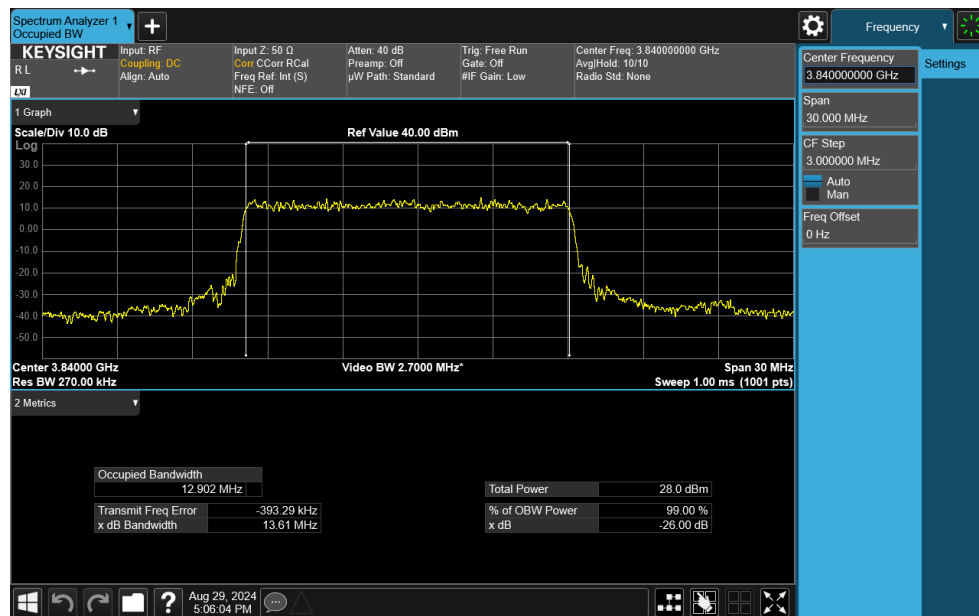 Spectrum Analyzer 1
Occupied BW
Frequency
KEYSIGHT
R L
LXI
Input: RF
Coupling: DC
Align: Auto
Input Z: 50 Ω
Corr CCorr RCal
Freq Ref: Int (S)
NFE: Off
Atten: 40 dB
Preamp: Off
µW Path: Standard
Trig: Free Run
Gate: Off
#IF Gain: Low
Center Freq: 3.840000000 GHz
Avg|Hold: 10/10
Radio Std: None
Center Frequency
3.840000000 GHz
Settings
Span
30.000 MHz
CF Step
3.000000 MHz
Auto
Man
Freq Offset
0 Hz
1 Graph
Scale/Div 10.0 dB
Ref Value 40.00 dBm
Log
30.0
20.0
10.0
0.00
-10.0
-20.0
-30.0
-40.0
-50.0
Center 3.84000 GHz
Video BW 2.7000 MHz*
Span 30 MHz
Res BW 270.00 kHz
Sweep 1.00 ms (1001 pts)
2 Metrics
Occupied Bandwidth
12.902 MHz
Transmit Freq Error -393.29 kHz
x dB Bandwidth 13.61 MHz
Total Power 28.0 dBm
% of OBW Power 99.00 %
x dB -26.00 dB
Aug 29, 2024
5:06:04 PM